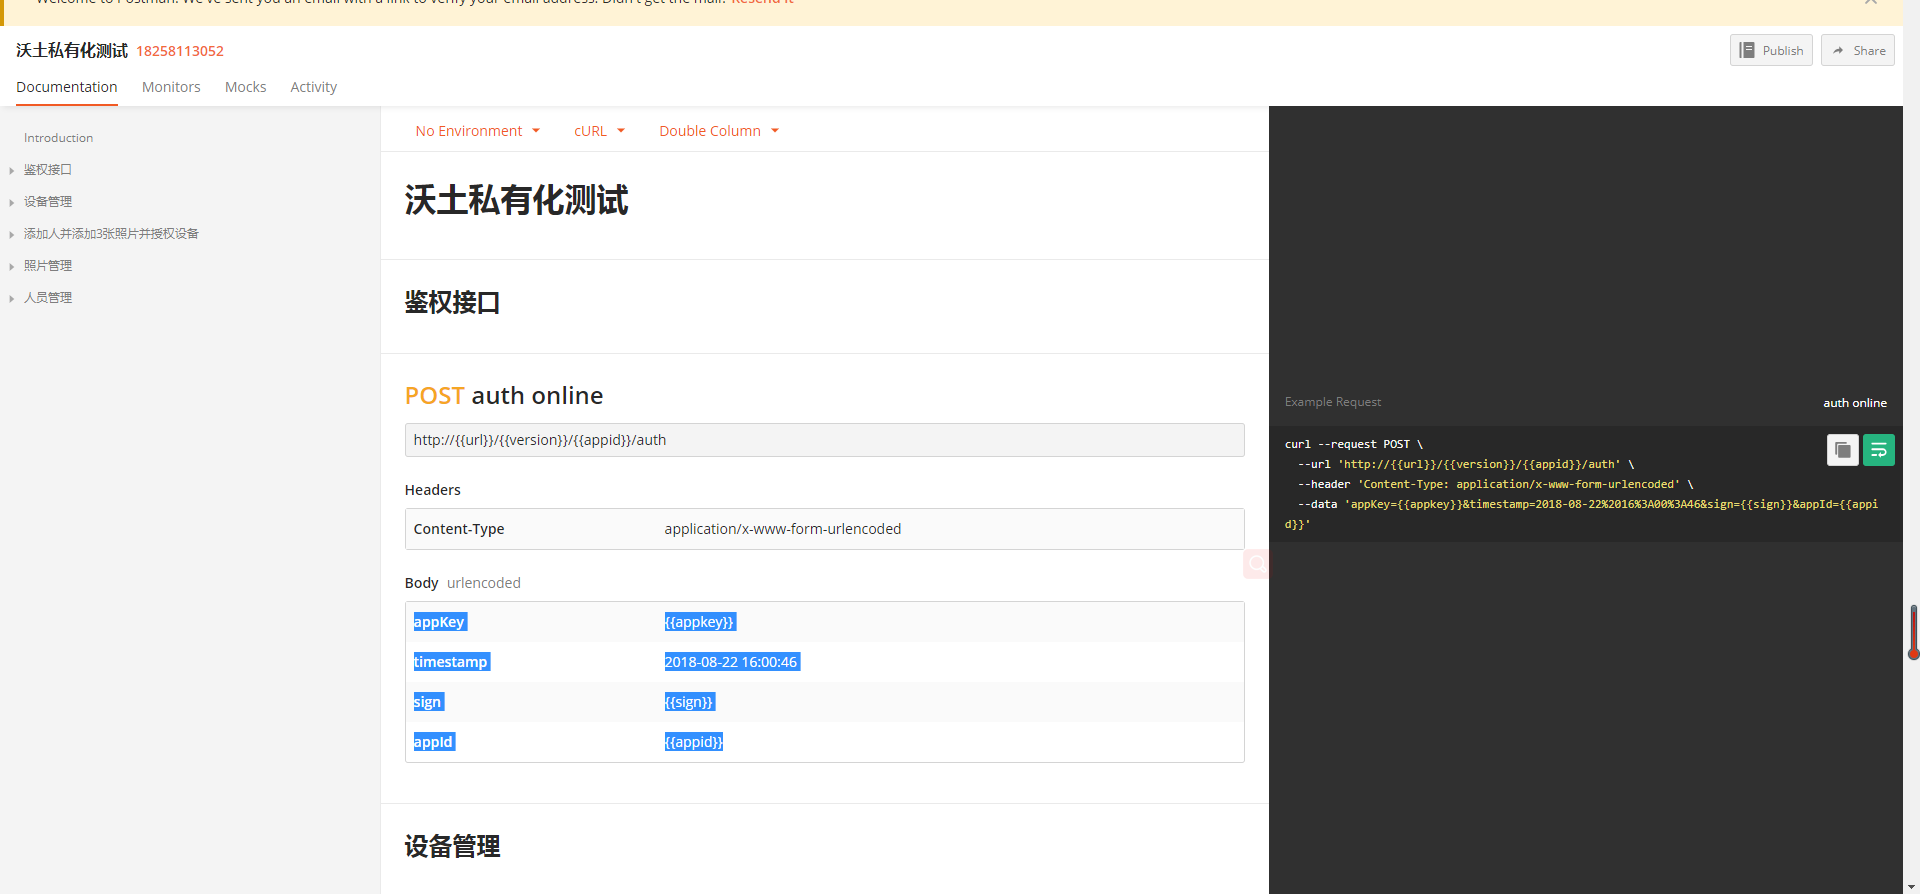 Welcome to Postman! We've sent you an email with a link to verify your email address. Didn't get the mail? Resend it
沃土私有化测试 18258113052
Publish
Share
Documentation Monitors Mocks Activity
Introduction
鉴权接口
设备管理
添加人并添加3张照片并授权设备
照片管理
人员管理
No Environment cURL Double Column
沃土私有化测试
鉴权接口
POST auth online
http://{{url}}/{{version}}/{{appid}}/auth
Headers
Content-Type application/x-www-form-urlencoded
Body urlencoded
appKey {{appkey}}
timestamp 2018-08-22 16:00:46
sign {{sign}}
appId {{appid}}
设备管理
Example Request auth online
curl --request POST \
--url 'http://{{url}}/{{version}}/{{appid}}/auth' \
--header 'Content-Type: application/x-www-form-urlencoded' \
--data 'appKey={{appkey}}&timestamp=2018-08-22%2016%3A00%3A46&sign={{sign}}&appId={{appi
d}}'